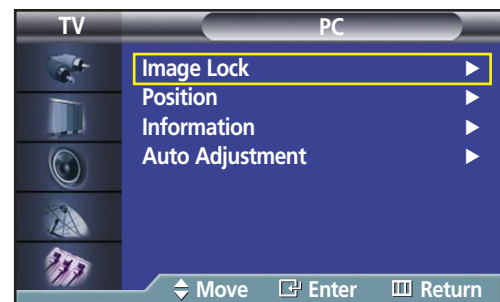 TV PC
Image Lock
Position
Information
Auto Adjustment
Move Enter Return